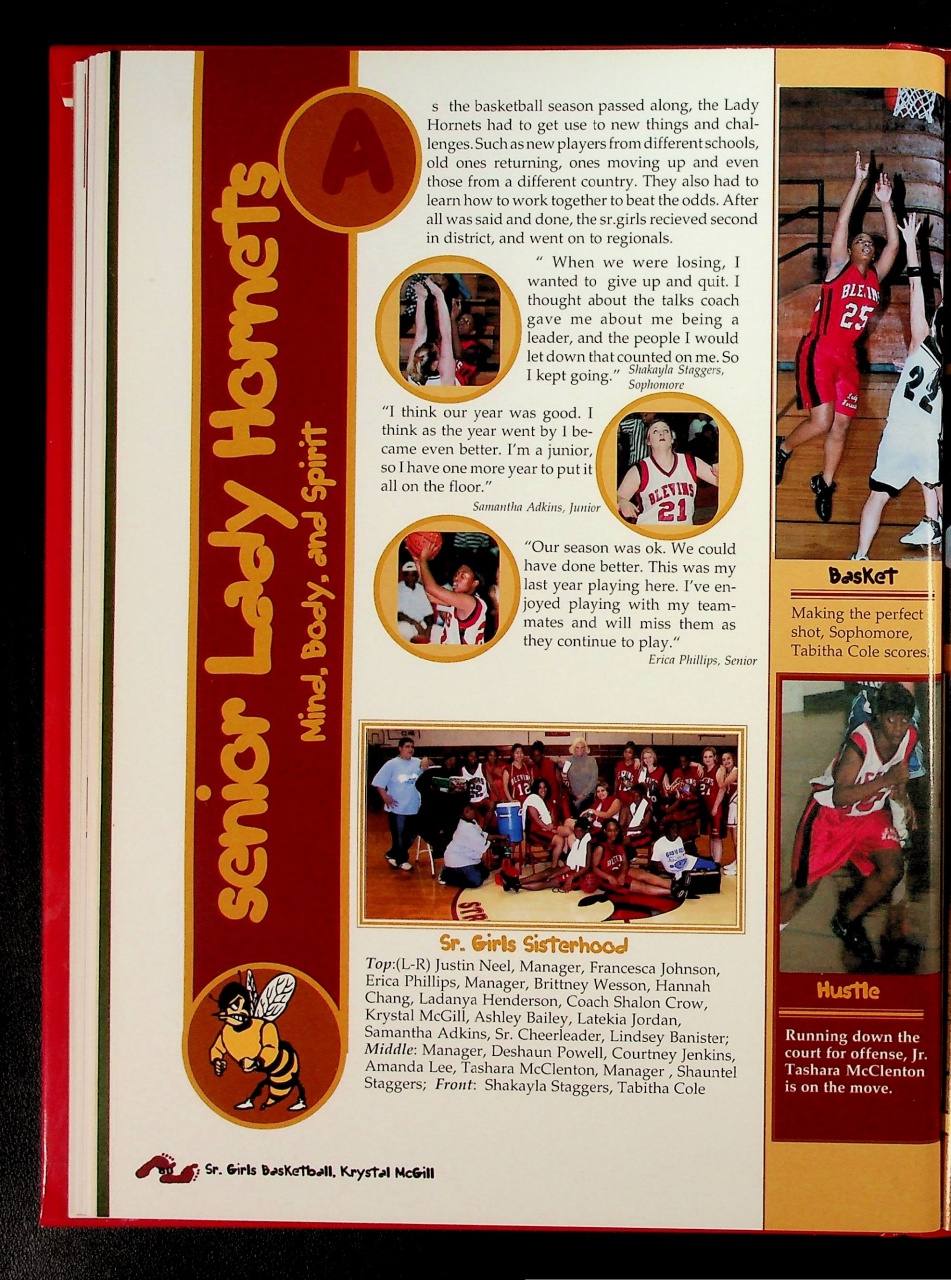 senior Lady Hornets
Mind, Body, and Spirit
A
s the basketball season passed along, the Lady
Hornets had to get use to new things and chal-
lenges. Such as new players from different schools,
old ones returning, ones moving up and even
those from a different country. They also had to
learn how to work together to beat the odds. After
all was said and done, the sr.girls recieved second
in district, and went on to regionals.
“ When we were losing, I
wanted to give up and quit. I
thought about the talks coach
gave me about me being a
leader, and the people I would
let down that counted on me. So
I kept going.” Shakayla Staggers,
Sophomore
“I think our year was good. I
think as the year went by I be-
came even better. I'm a junior,
so I have one more year to put it
all on the floor.”
Samantha Adkins, Junior
BLEVINS
21
“Our season was ok. We could
have done better. This was my
last year playing here. I've en-
joyed playing with my team-
mates and will miss them as
they continue to play.“
Erica Phillips, Senior
Sr. Girls Sisterhood
Top:(L-R) Justin Neel, Manager, Francesca Johnson,
Erica Phillips, Manager, Brittney Wesson, Hannah
Chang, Ladanya Henderson, Coach Shalon Crow,
Krystal McGill, Ashley Bailey, Latekia Jordan,
Samantha Adkins, Sr. Cheerleader, Lindsey Banister;
Middle: Manager, Deshaun Powell, Courtney Jenkins,
Amanda Lee, Tashara McClenton, Manager , Shauntel
Staggers; Front: Shakayla Staggers, Tabitha Cole
Sr. Girls Basketball, Krystal McGill
BLEVIN
25
22
Basket
Making the perfect
shot, Sophomore,
Tabitha Cole scores.
Hustle
Running down the
court for offense, Jr.
Tashara McClenton
is on the move.